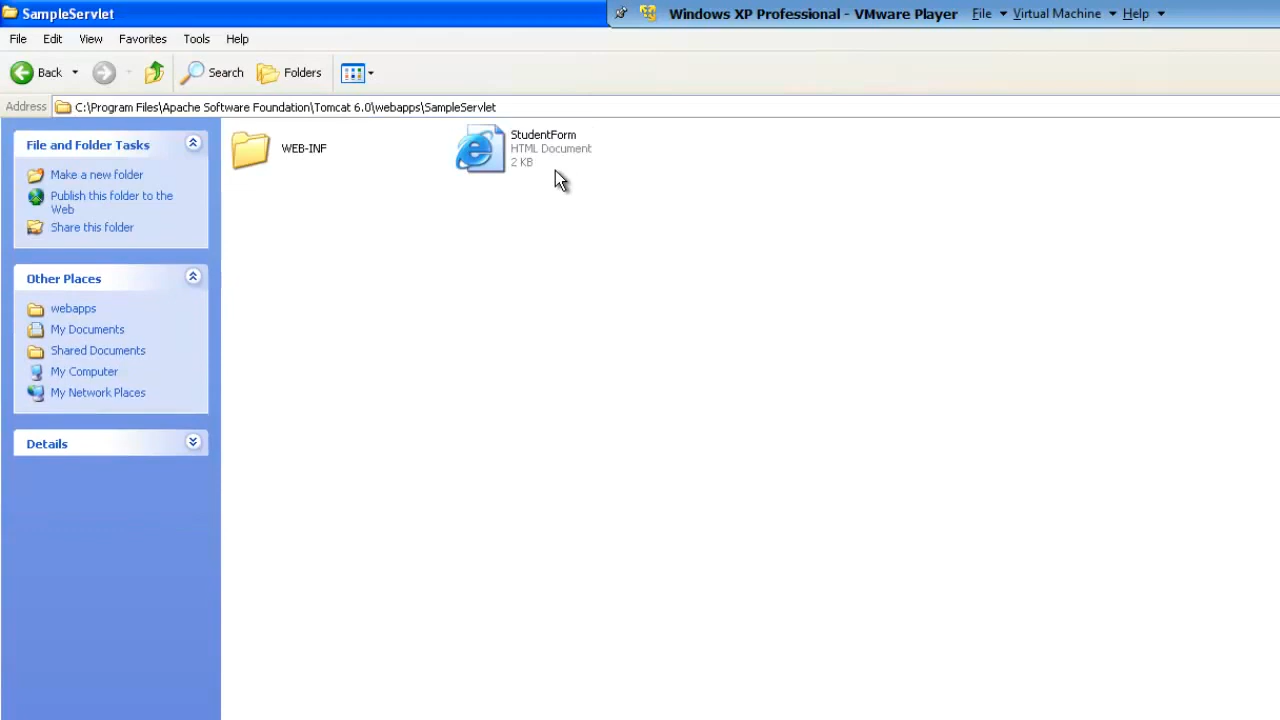 SampleServlet
Windows XP Professional - VMware Player File Virtual Machine Help
File Edit View Favorites Tools Help
Back Search Folders
Address C:\Program Files\Apache Software Foundation\Tomcat 6.0\webapps\SampleServlet
File and Folder Tasks
Make a new folder
Publish this folder to the
Web
Share this folder
Other Places
webapps
My Documents
Shared Documents
My Computer
My Network Places
Details
WEB-INF
StudentForm
HTML Document
2 KB